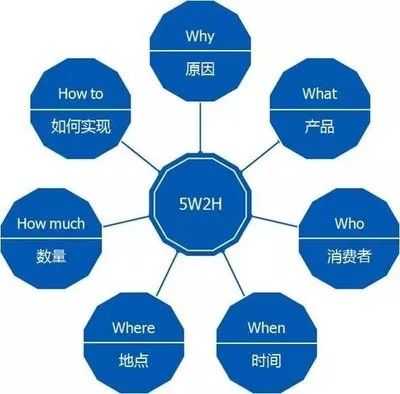 Why
原因
What
产品
Who
消费者
When
时间
Where
地点
How much
数量
How to
如何实现
5W2H